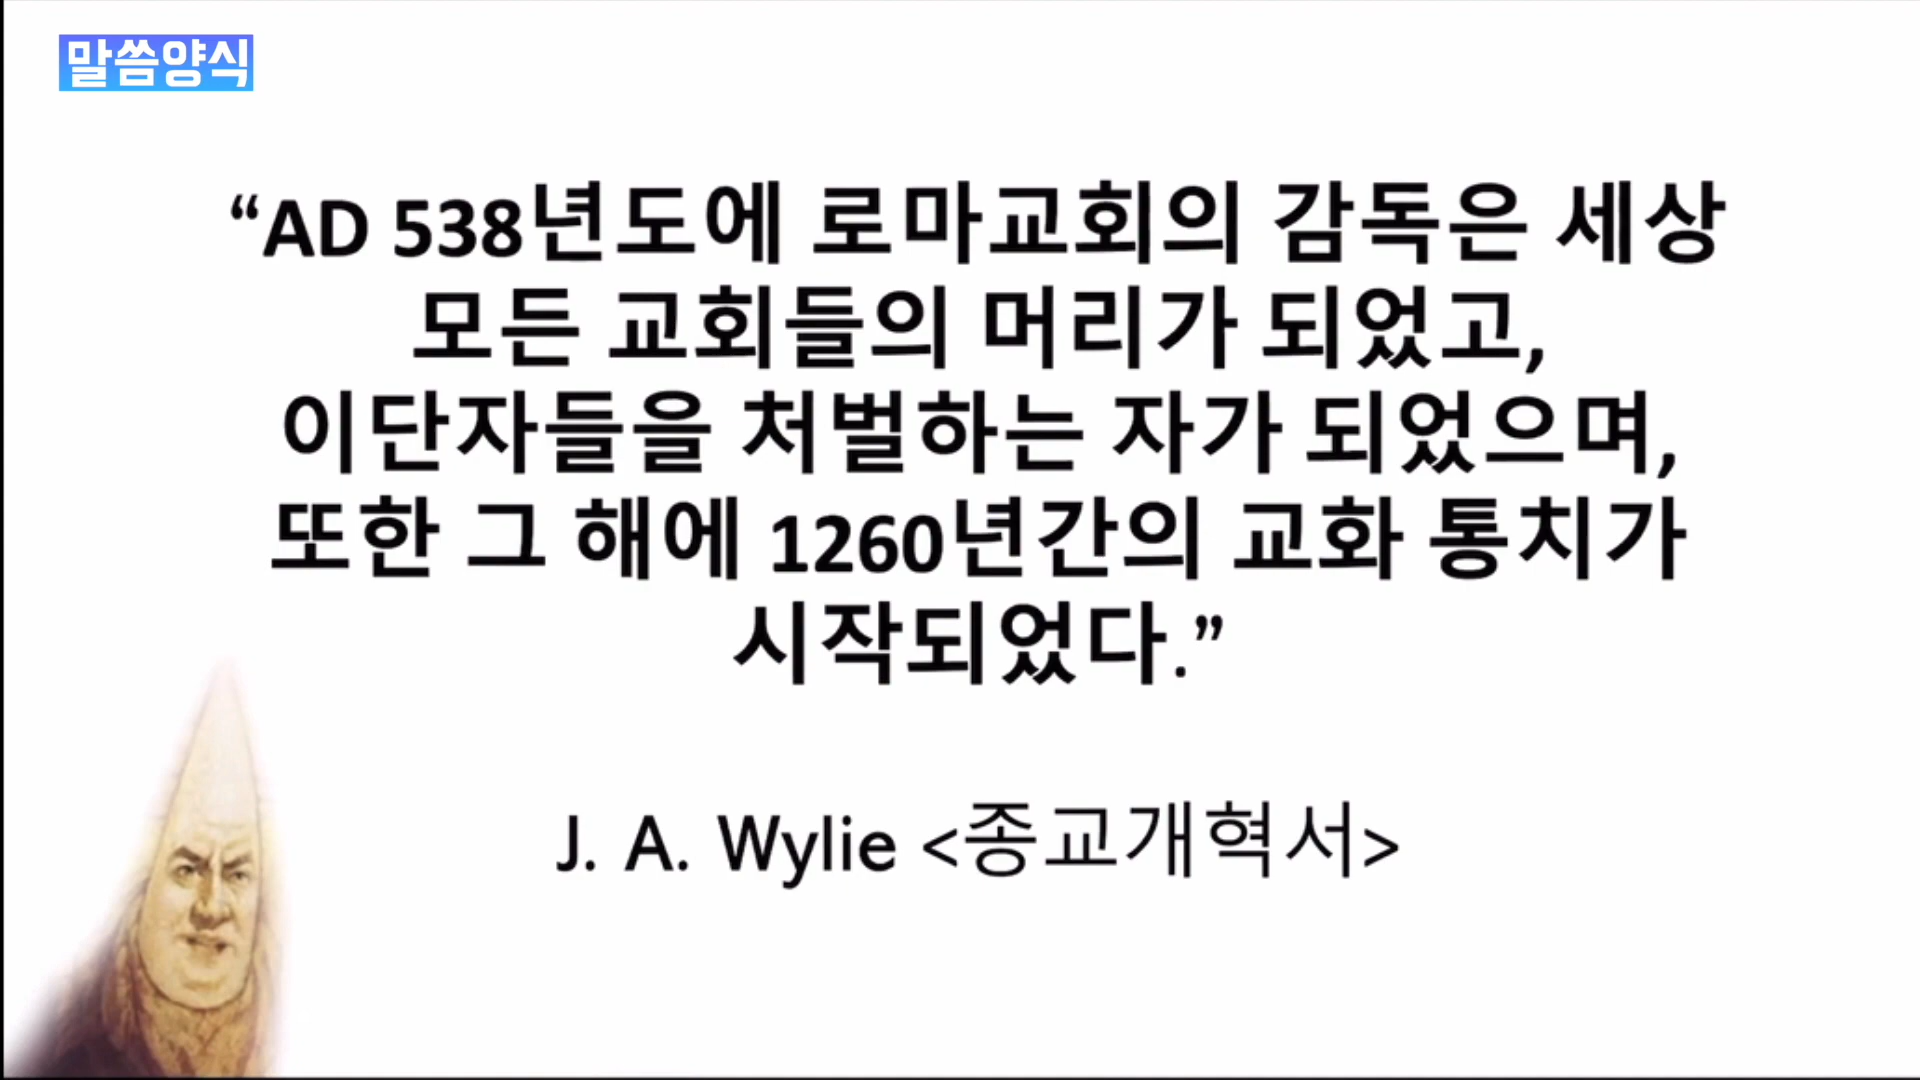 말씀양식
“AD 538년도에 로마교회의 감독은 세상
모든 교회들의 머리가 되었고,
이단자들을 처벌하는 자가 되었으며,
또한 그 해에 1260년간의 교화 통치가
시작되었다.”
J. A. Wylie <종교개혁서>